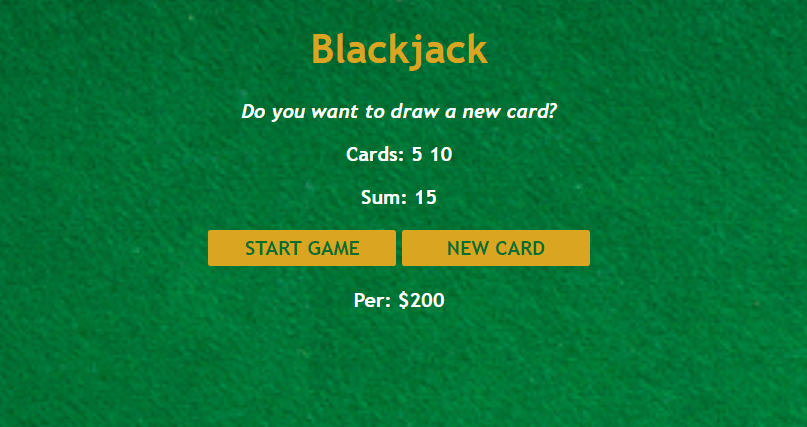 Blackjack
Do you want to draw a new card?
Cards: 5 10
Sum: 15
START GAME NEW CARD
Per: $200